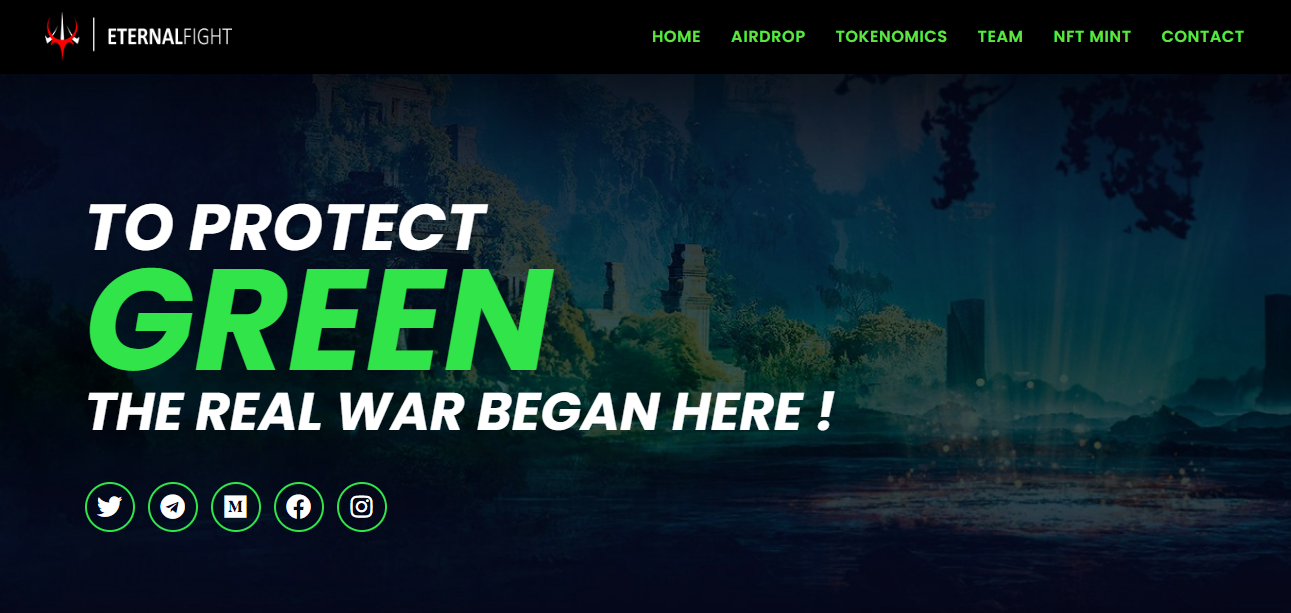 ETERNALFIGHT
HOME AIRDROP TOKENOMICS TEAM NFT MINT CONTACT
TO PROTECT
GREEN
THE REAL WAR BEGAN HERE !
M